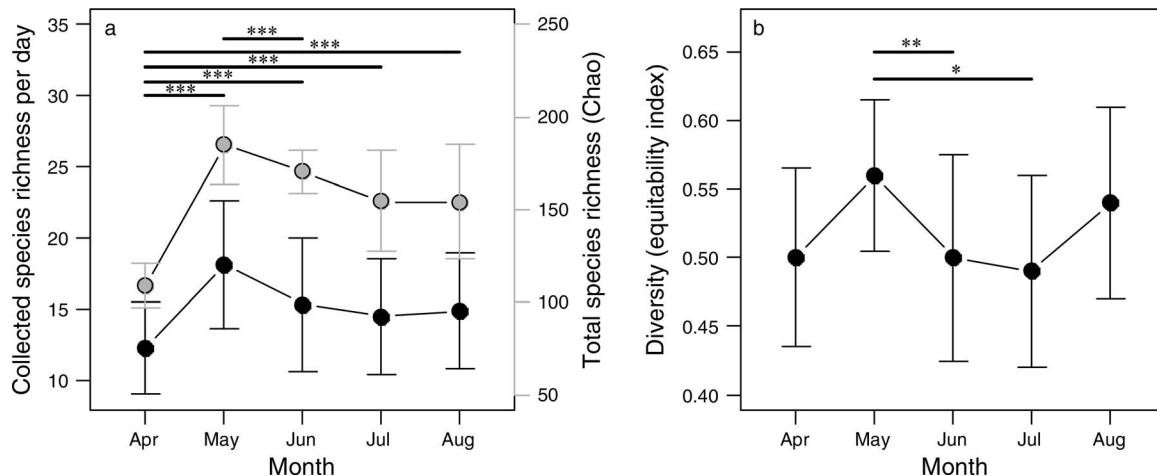 a
Collected species richness per day
35
30
25
20
15
10
***
***
***
***
***
250
200
150
100
50
Total species richness (Chao)
Apr May Jun Jul Aug
Month
b
Diversity (equitability index)
0.65
0.60
0.55
0.50
0.45
0.40
**
*
Apr May Jun Jul Aug
Month